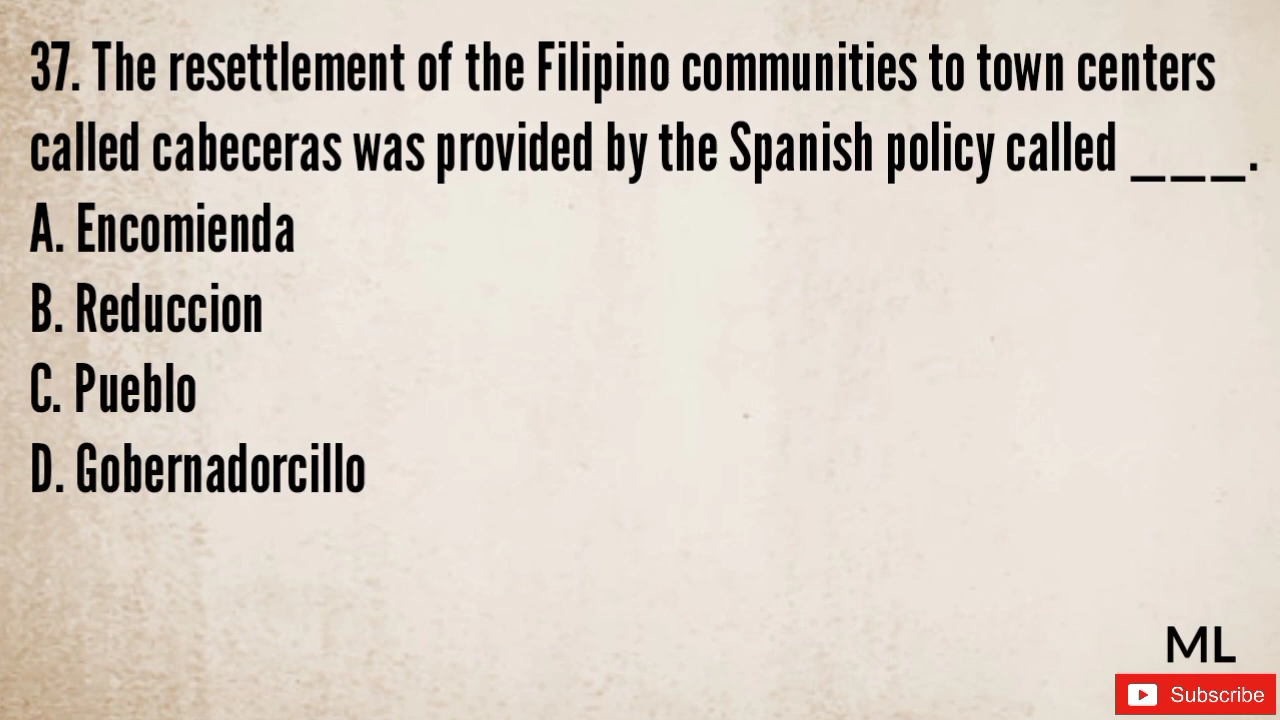 37. The resettlement of the Filipino communities to town centers
called cabeceras was provided by the Spanish policy called ___.
A. Encomienda
B. Reduccion
C. Pueblo
D. Gobernadorcillo
ML
Subscribe